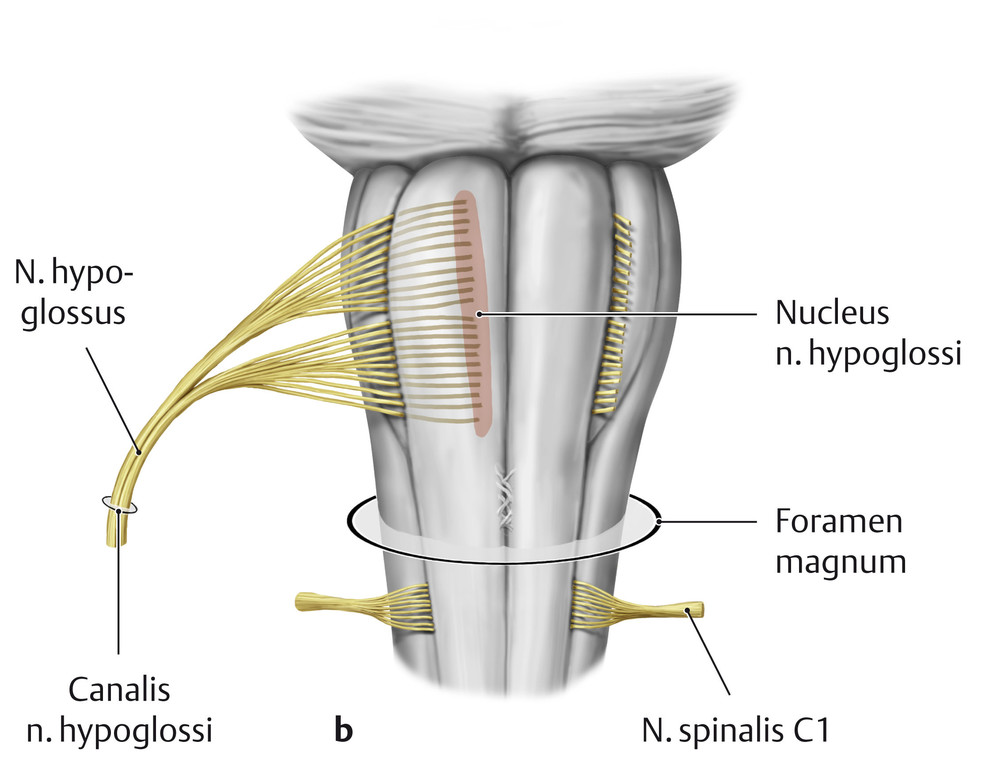 N. hypo-
glossus
Nucleus
n. hypoglossi
Foramen
magnum
Canalis
n. hypoglossi
b
N. spinalis C1